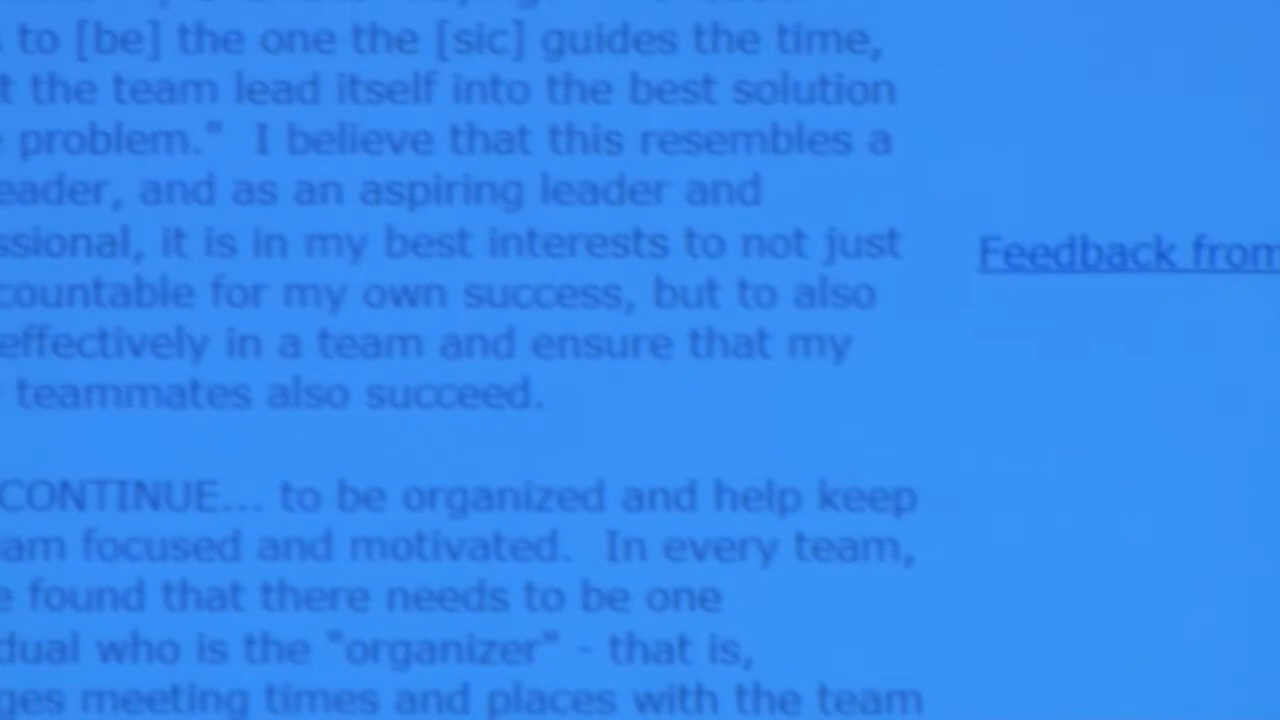 to [be] the one the [sic] guides the time,
the team lead itself into the best solution
problem." I believe that this resembles a
eader, and as an aspiring leader and
ssional, it is in my best interests to not just
countable for my own success, but to also
effectively in a team and ensure that my
teammates also succeed.
Feedback from
CONTINUE... to be organized and help keep
am focused and motivated. In every team,
e found that there needs to be one
dual who is the "organizer" - that is,
ges meeting times and places with the team